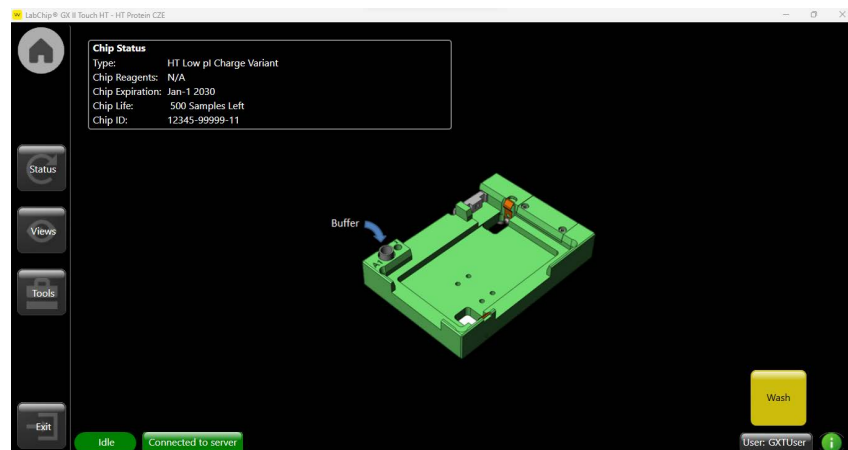 LabChip® GX II Touch HT - HT Protein CZE
Chip Status
Type: HT Low pI Charge Variant
Chip Reagents: N/A
Chip Expiration: Jan-1 2030
Chip Life: 500 Samples Left
Chip ID: 12345-99999-11
Status
Buffer
Views
Tools
Wash
Exit
Idle
Connected to server
User: GXTUser
i